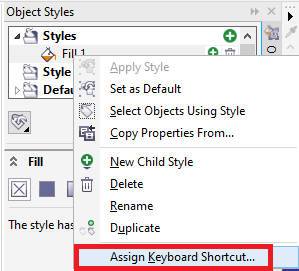 Object Styles
Styles
Fill 1
Apply Style
Style
Set as Default
Defau
Select Objects Using Style
Copy Properties From...
New Child Style
Fill
Delete
Rename
Duplicate
The style has
Assign Keyboard Shortcut...